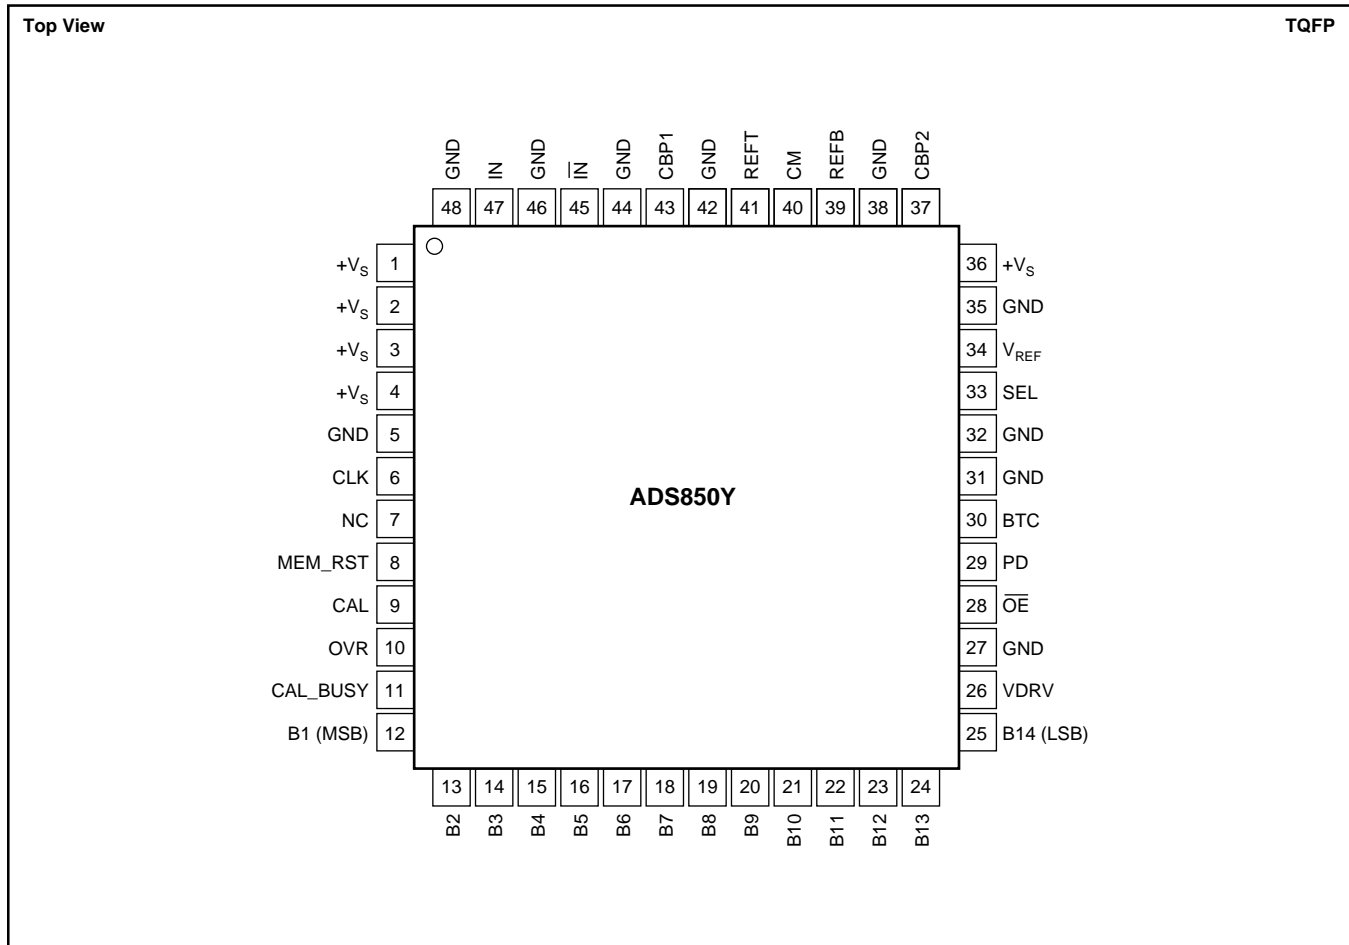 Top View
TQFP
GND IN GND I̅N̅ GND CBP1 GND REFT CM REFB GND CBP2
48 47 46 45 44 43 42 41 40 39 38 37
+VS 1 36 +VS
+VS 2 35 GND
+VS 3 34 VREF
+VS 4 33 SEL
GND 5 32 GND
CLK 6 31 GND
NC 7 30 BTC
MEM_RST 8 29 PD
CAL 9 28 O̅E̅
OVR 10 27 GND
CAL_BUSY 11 26 VDRV
B1 (MSB) 12 25 B14 (LSB)
ADS850Y
13 14 15 16 17 18 19 20 21 22 23 24
B2 B3 B4 B5 B6 B7 B8 B9 B10 B11 B12 B13